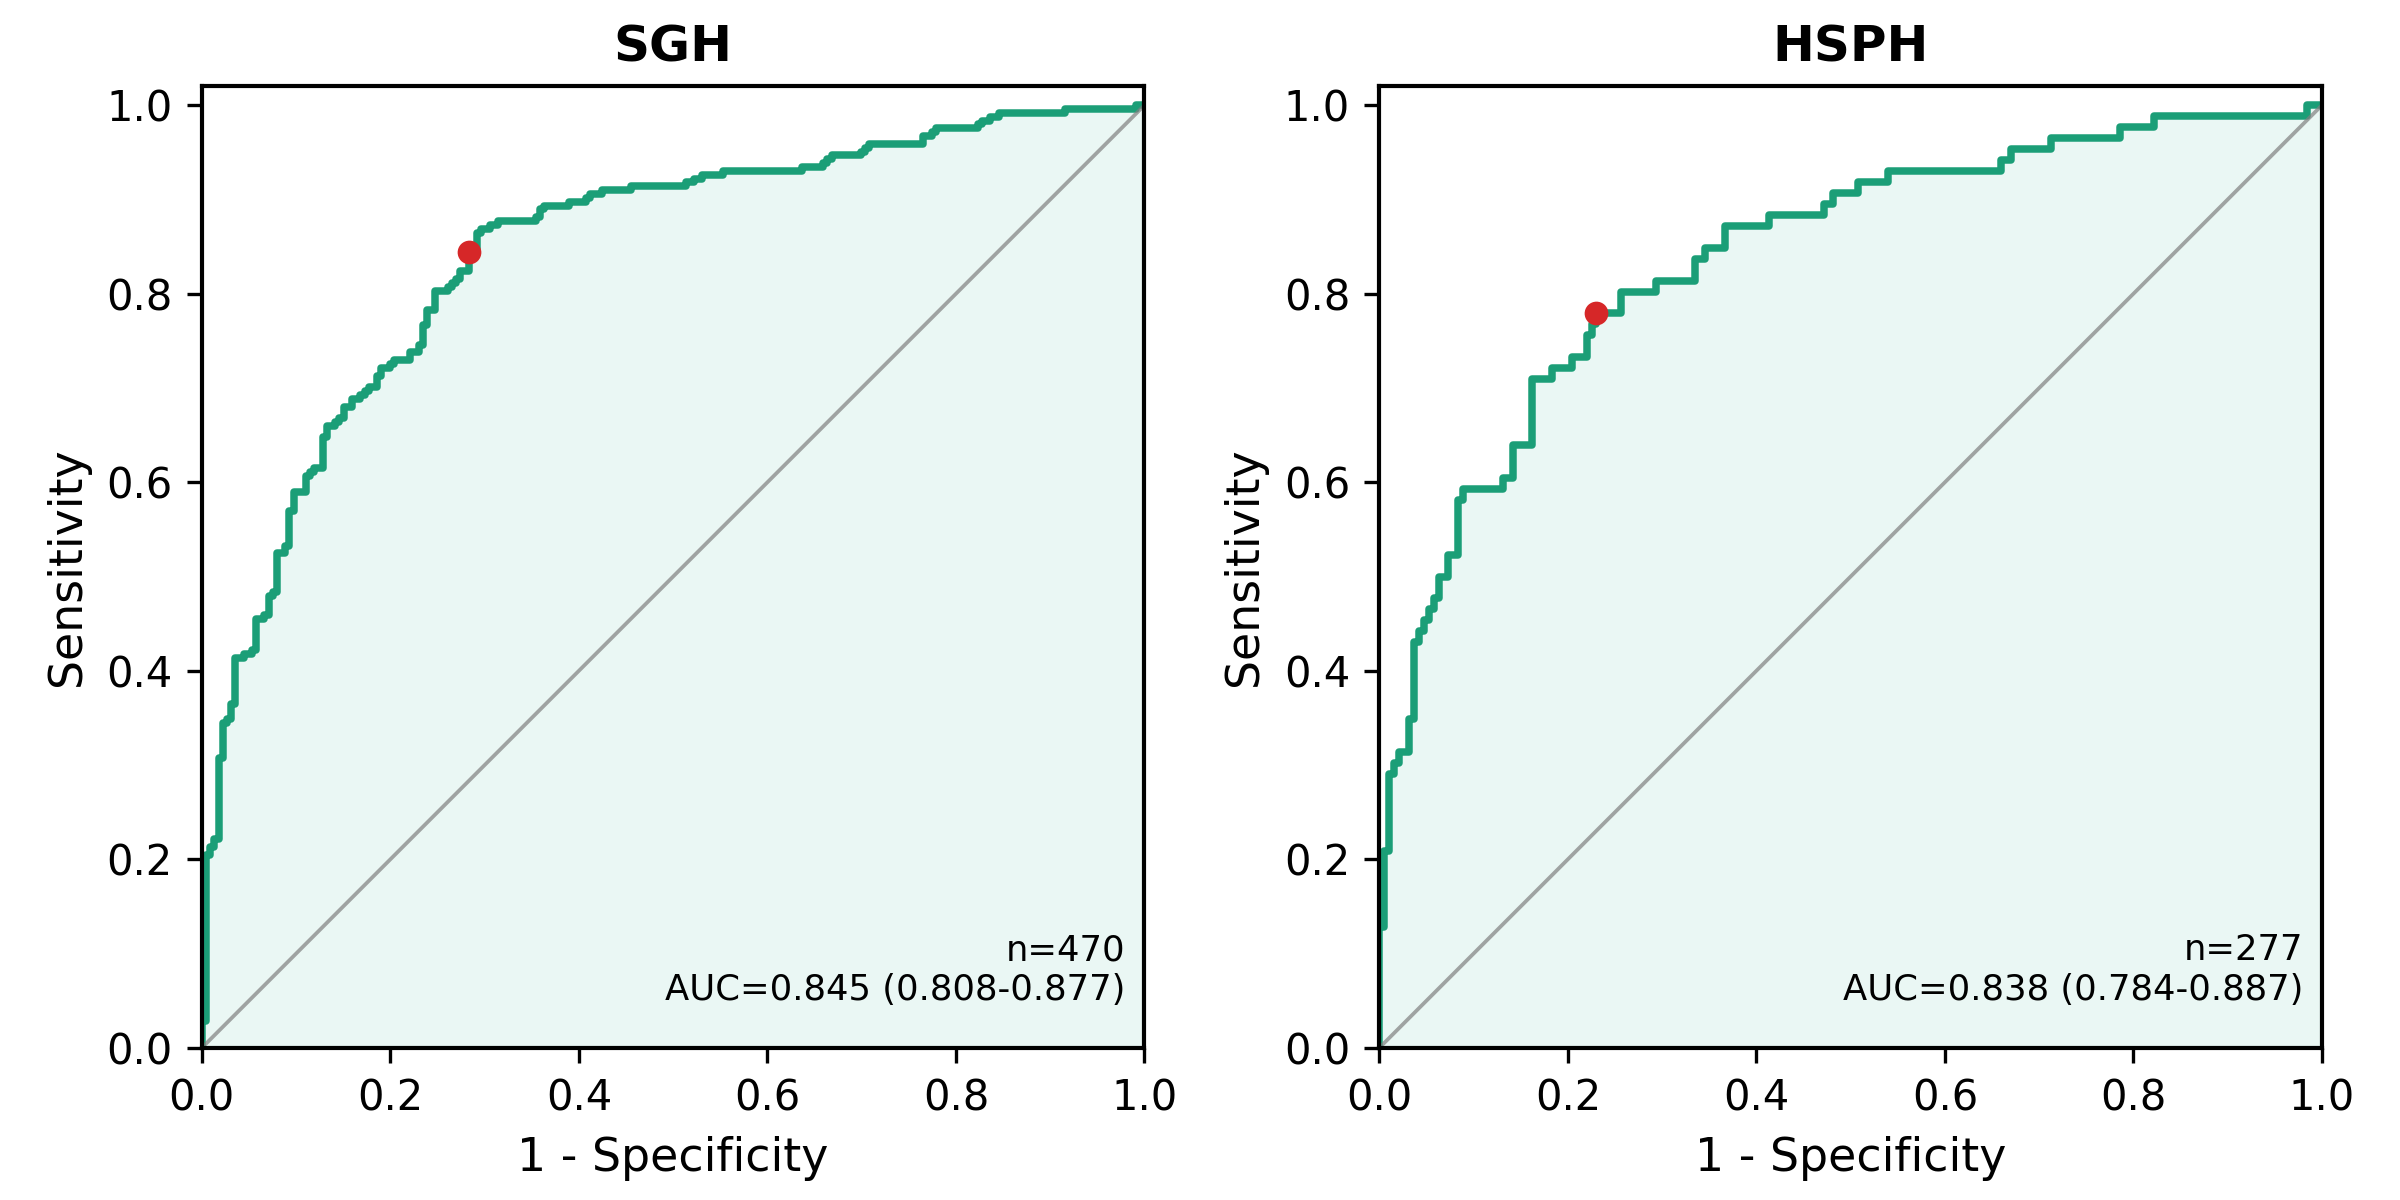 SGH
1.0
0.8
0.6
0.4
0.2
0.0
Sensitivity
n=470
AUC=0.845 (0.808-0.877)
0.0 0.2 0.4 0.6 0.8 1.0
1 - Specificity
HSPH
1.0
0.8
0.6
0.4
0.2
0.0
Sensitivity
n=277
AUC=0.838 (0.784-0.887)
0.0 0.2 0.4 0.6 0.8 1.0
1 - Specificity